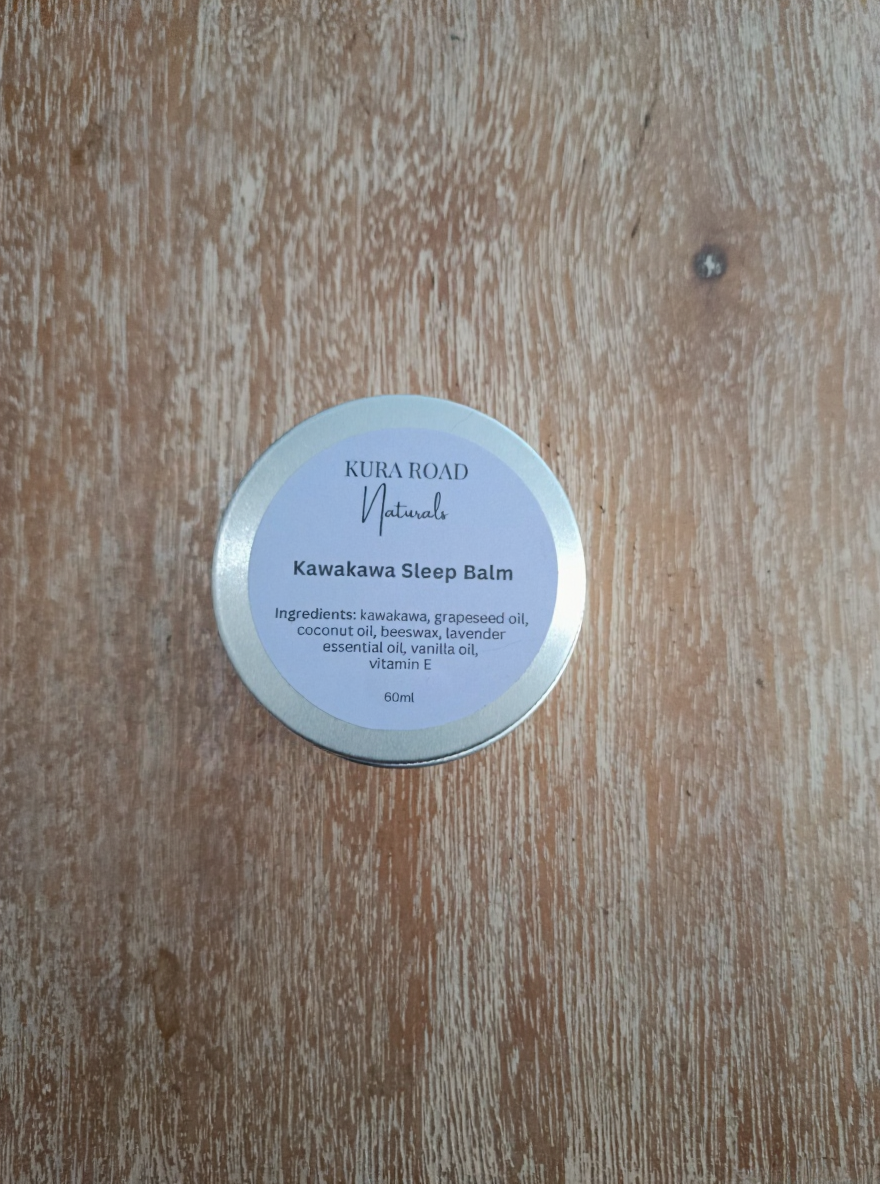 KURA ROAD
Naturals
Kawakawa Sleep Balm
Ingredients: kawakawa, grapeseed oil,
coconut oil, beeswax, lavender
essential oil, vanilla oil,
vitamin E
60ml